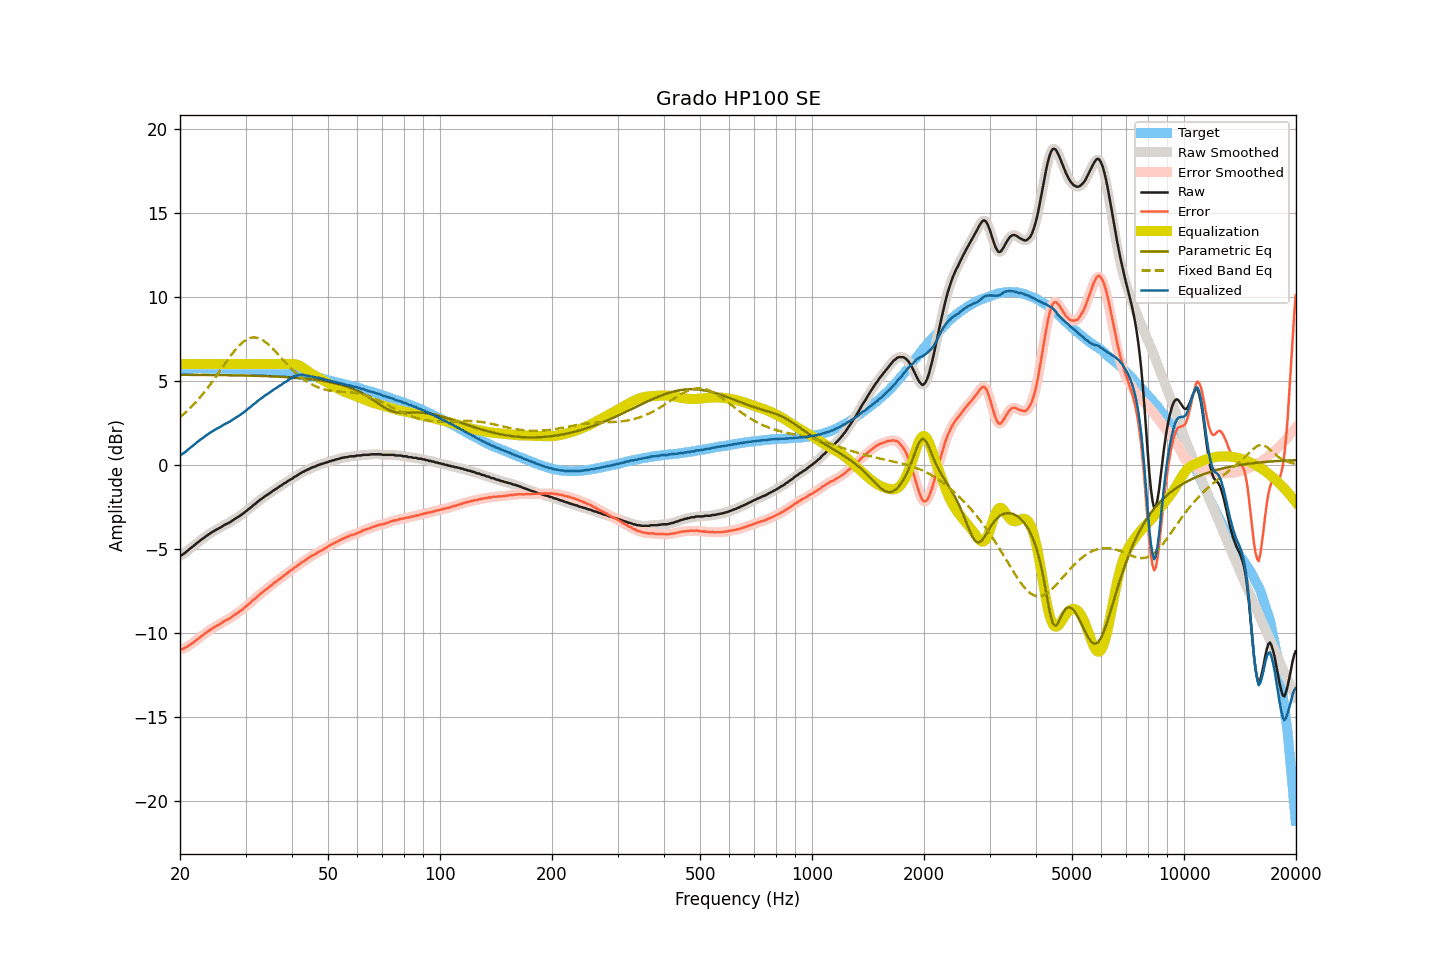 Grado HP100 SE
Target
Raw Smoothed
Error Smoothed
Raw
Error
Equalization
Parametric Eq
Fixed Band Eq
Equalized
20
15
10
5
0
−5
−10
−15
−20
Amplitude (dBr)
20 50 100 200 500 1000 2000 5000 10000 20000
Frequency (Hz)